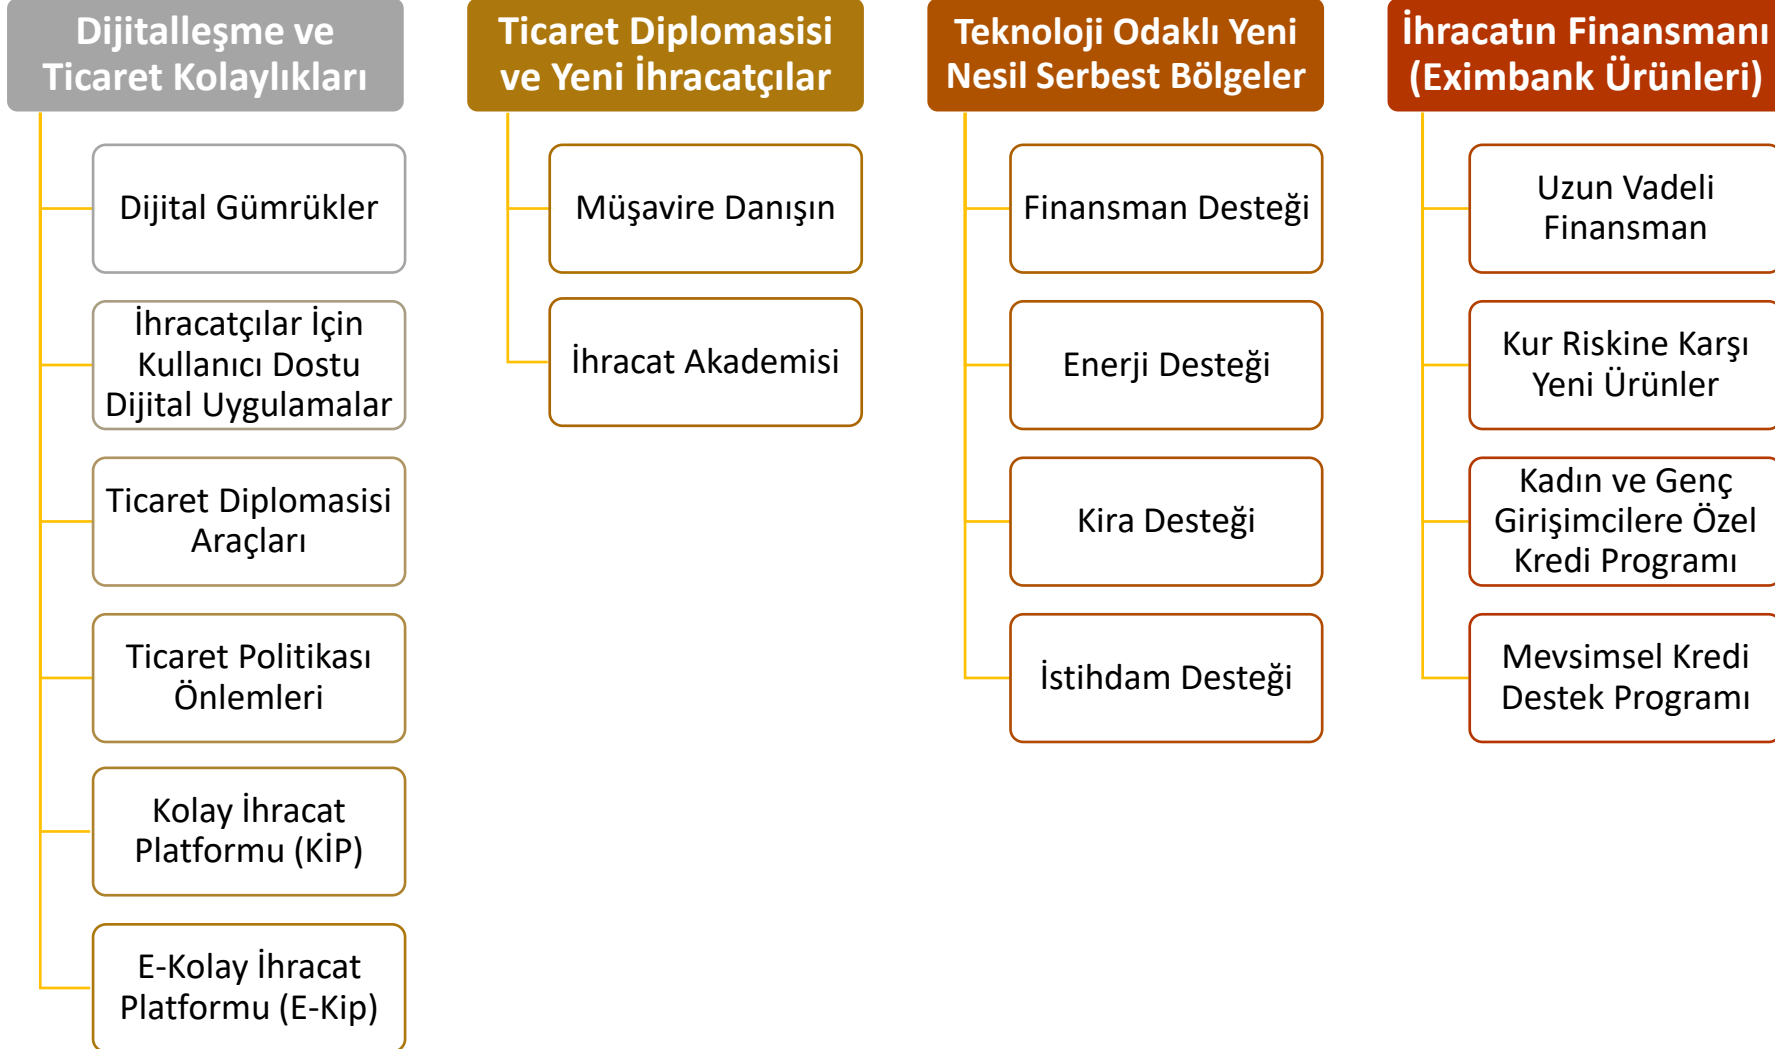 Dijitalleşme ve
Ticaret Kolaylıkları
Dijital Gümrükler
İhracatçılar İçin
Kullanıcı Dostu
Dijital Uygulamalar
Ticaret Diplomasisi
Araçları
Ticaret Politikası
Önlemleri
Kolay İhracat
Platformu (KİP)
E-Kolay İhracat
Platformu (E-Kip)
Ticaret Diplomasisi
ve Yeni İhracatçılar
Müşavire Danışın
İhracat Akademisi
Teknoloji Odaklı Yeni
Nesil Serbest Bölgeler
Finansman Desteği
Enerji Desteği
Kira Desteği
İstihdam Desteği
İhracatın Finansmanı
(Eximbank Ürünleri)
Uzun Vadeli
Finansman
Kur Riskine Karşı
Yeni Ürünler
Kadın ve Genç
Girişimcilere Özel
Kredi Programı
Mevsimsel Kredi
Destek Programı